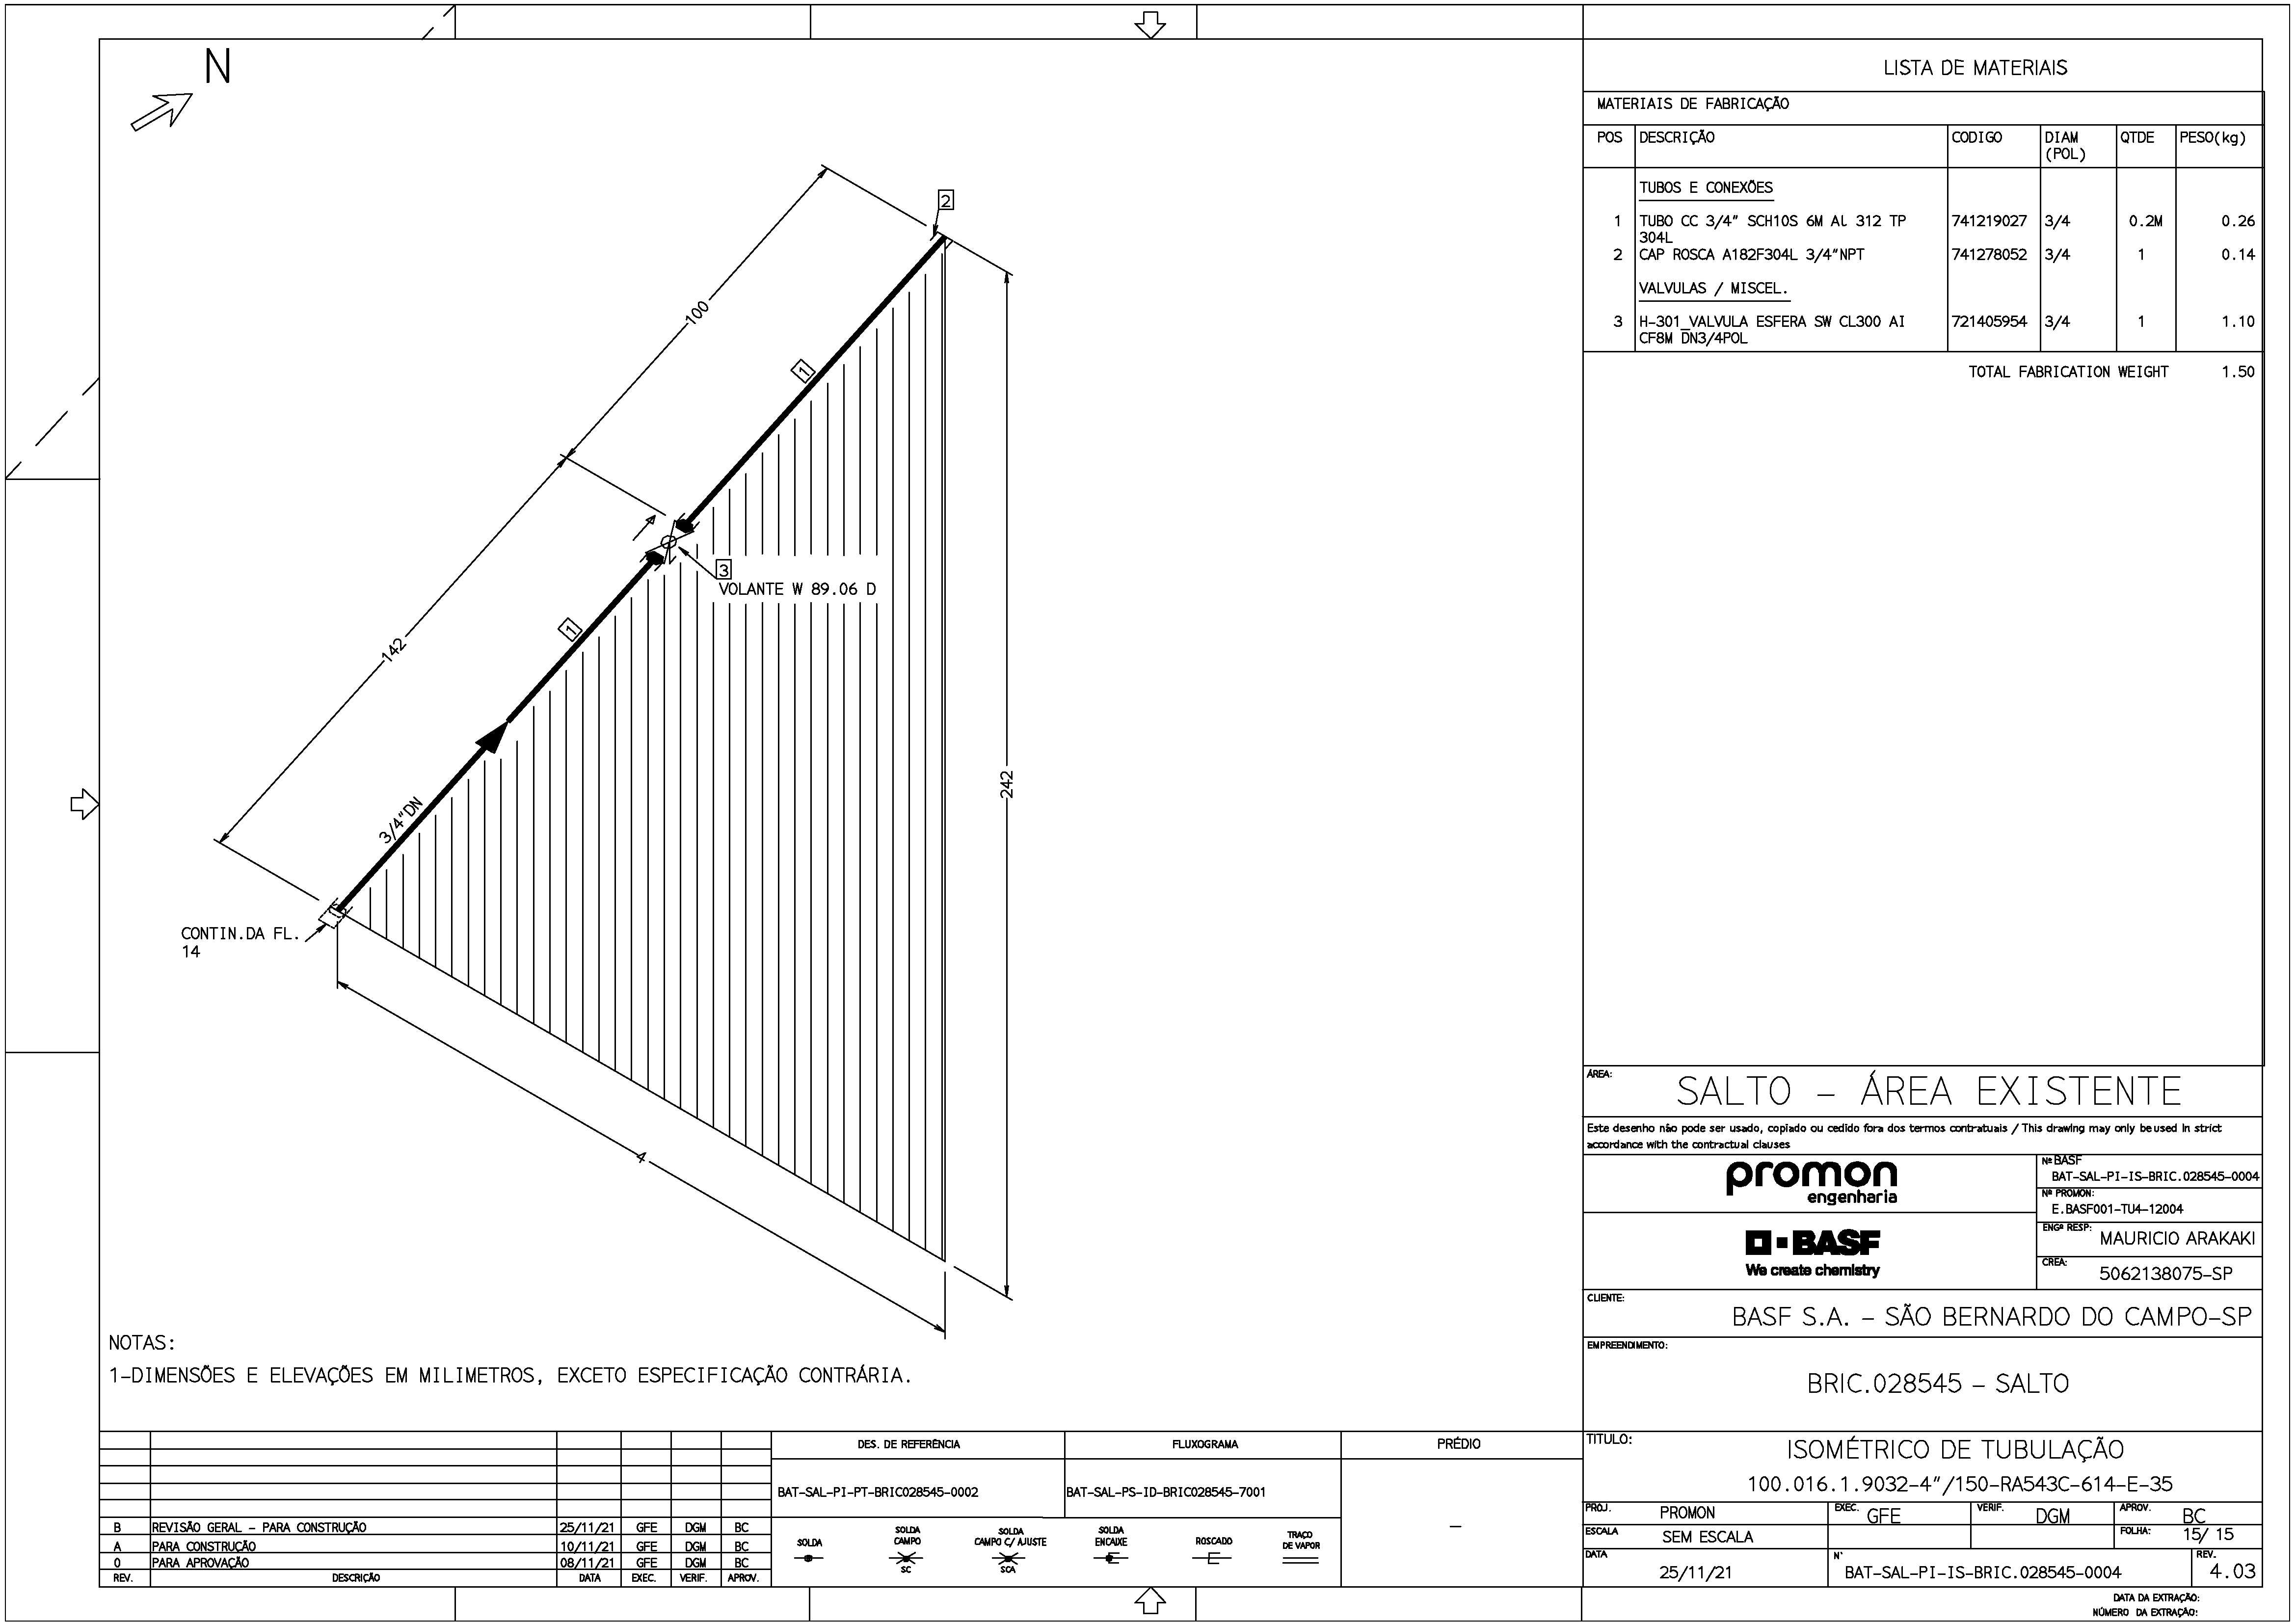 N
LISTA DE MATERIAIS
MATERIAIS DE FABRICAÇÃO
POS DESCRIÇÃO CODIGO DIAM (POL) QTDE PESO(kg)
TUBOS E CONEXÕES
1 TUBO CC 3/4" SCH10S 6M AL 312 TP 741219027 3/4 0.2M 0.26
304L
2 CAP ROSCA A182F304L 3/4"NPT 741278052 3/4 1 0.14
VALVULAS / MISCEL.
3 H-301_VALVULA ESFERA SW CL300 AI 721405954 3/4 1 1.10
CF8M DN3/4POL
TOTAL FABRICATION WEIGHT 1.50
2
100
1
3
VOLANTE W 89.06 D
1
142
242
3/4"DN
CONTIN.DA FL.
14
4
NOTAS:
1-DIMENSÕES E ELEVAÇÕES EM MILIMETROS, EXCETO ESPECIFICAÇÃO CONTRÁRIA.
ÁREA:
SALTO - ÁREA EXISTENTE
Este desenho não pode ser usado, copiado ou cedido fora dos termos contratuais / This drawing may only be used in strict
accordance with the contractual clauses
promon
engenharia
Nº BASF
BAT-SAL-PI-IS-BRIC.028545-0004
Nº PROMON:
E.BASF001-TU4-12004
BASF
We create chemistry
ENGº RESP:
MAURICIO ARAKAKI
CREA:
5062138075-SP
CLIENTE:
BASF S.A. - SÃO BERNARDO DO CAMPO-SP
EMPREENDIMENTO:
BRIC.028545 - SALTO
TITULO:
ISOMÉTRICO DE TUBULAÇÃO
100.016.1.9032-4"/150-RA543C-614-E-35
PROJ. PROMON EXEC. GFE VERIF. DGM APROV. BC
ESCALA SEM ESCALA FOLHA: 15/ 15
DATA 25/11/21 N° BAT-SAL-PI-IS-BRIC.028545-0004 REV. 4.03
DATA DA EXTRAÇÃO:
NÚMERO DA EXTRAÇÃO:
B REVISÃO GERAL - PARA CONSTRUÇÃO 25/11/21 GFE DGM BC
A PARA CONSTRUÇÃO 10/11/21 GFE DGM BC
0 PARA APROVAÇÃO 08/11/21 GFE DGM BC
REV. DESCRIÇÃO DATA EXEC. VERIF. APROV.
DES. DE REFERÊNCIA FLUXOGRAMA PRÉDIO
BAT-SAL-PI-PT-BRIC028545-0002 BAT-SAL-PS-ID-BRIC028545-7001 -
SOLDA
SOLDA CAMPO
SC
SOLDA CAMPO C/ AJUSTE
SCA
SOLDA ENCAIXE
ROSCADO
TRAÇO DE VAPOR